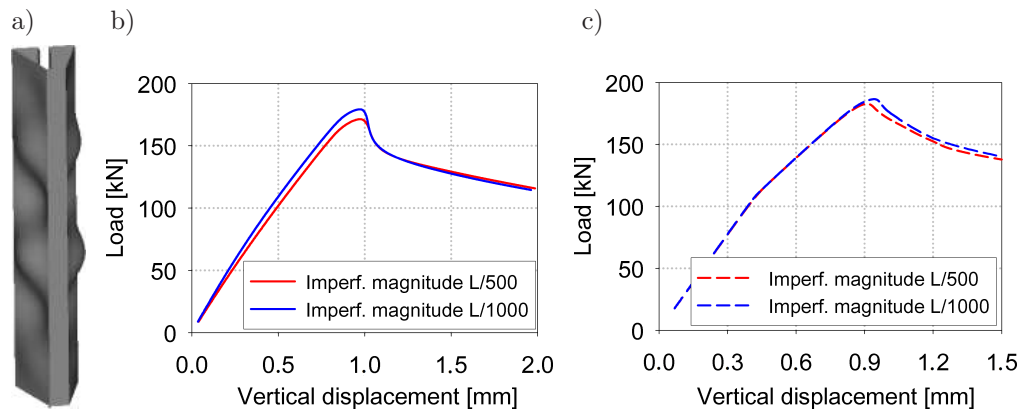 a)
b)
c)
200
150
100
50
0
Load [kN]
Imperf. magnitude L/500
Imperf. magnitude L/1000
0.0 0.5 1.0 1.5 2.0
Vertical displacement [mm]
200
150
100
50
0
Load [kN]
Imperf. magnitude L/500
Imperf. magnitude L/1000
0.0 0.3 0.6 0.9 1.2 1.5
Vertical displacement [mm]